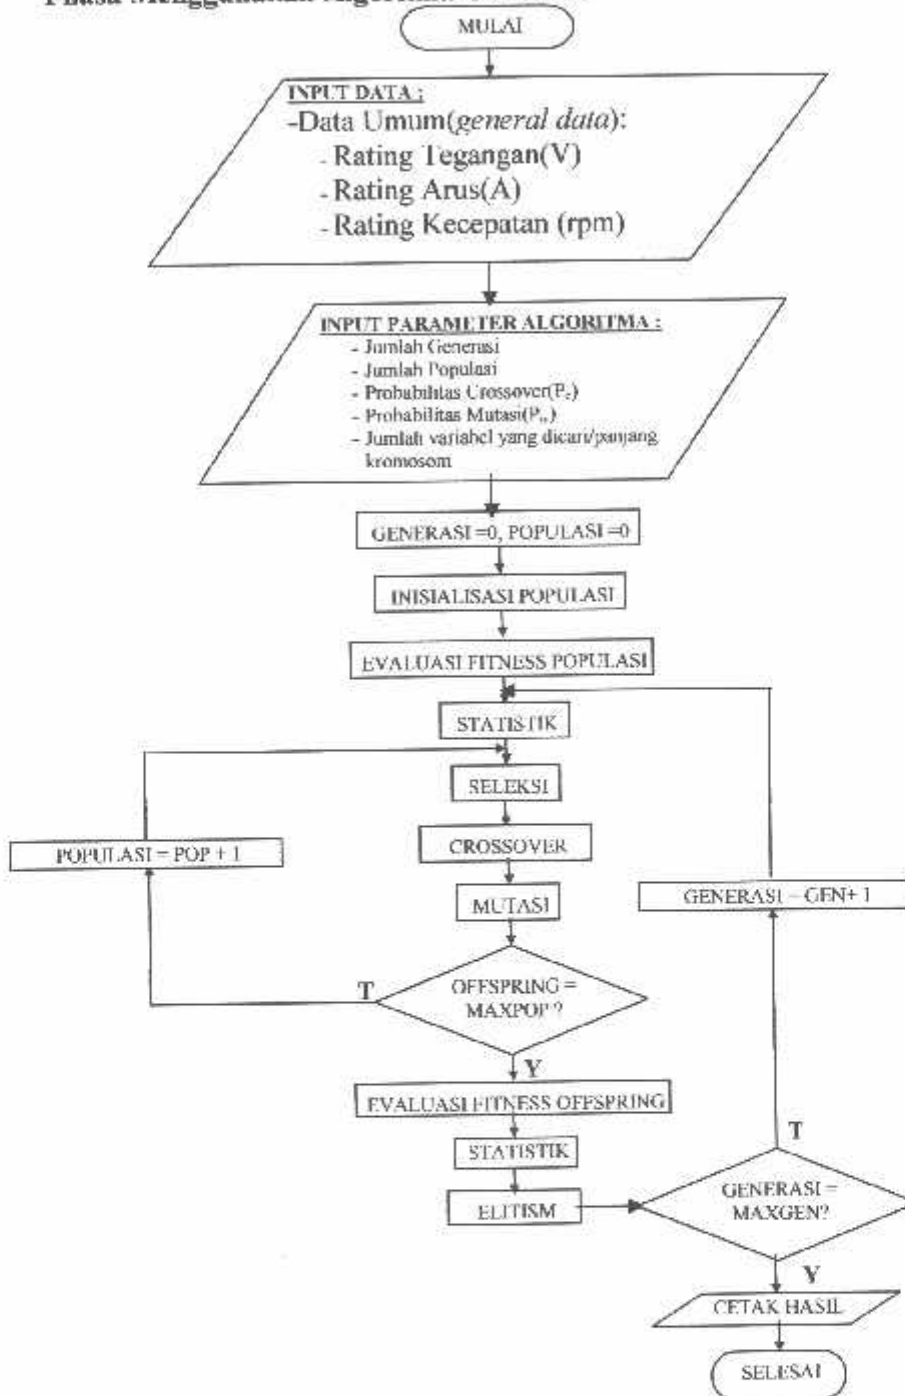 MULAI
INPUT DATA :
-Data Umum(general data):
- Rating Tegangan(V)
- Rating Arus(A)
- Rating Kecepatan (rpm)
INPUT PARAMETER ALGORITMA :
- Jumlah Generasi
- Jumlah Populasi
- Probabilitas Crossover(Pc)
- Probabilitas Mutasi(Pm)
- Jumlah variabel yang dicari/panjang
kromosom
GENERASI =0, POPULASI =0
INISIALISASI POPULASI
EVALUASI FITNESS POPULASI
STATISTIK
SELEKSI
POPULASI = POP + 1
CROSSOVER
MUTASI
GENERASI = GEN+ 1
T
OFFSPRING =
MAXPOP ?
Y
EVALUASI FITNESS OFFSPRING
STATISTIK
ELITISM
T
GENERASI =
MAXGEN?
Y
CETAK HASIL
SELESAI